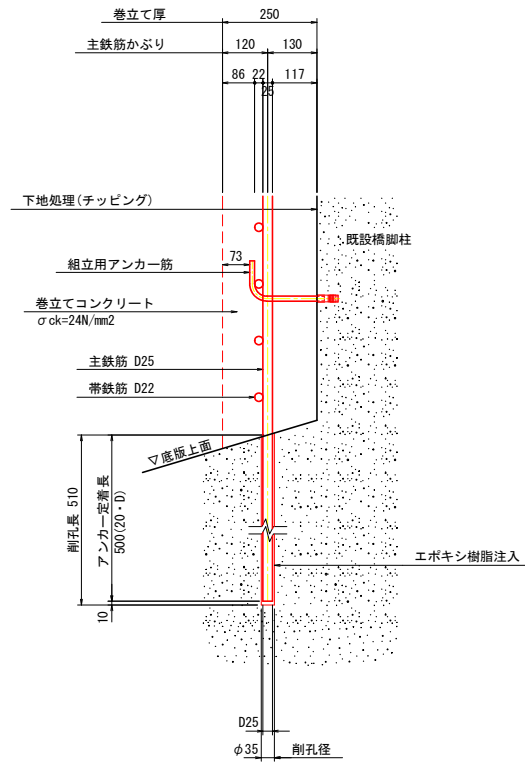 巻立て厚 250
主鉄筋かぶり 120 130
86 22 117
25
下地処理(チッピング)
既設橋脚柱
73
組立用アンカー筋
巻立てコンクリート
σck=24N/mm2
主鉄筋 D25
帯鉄筋 D22
▽底版上面
削孔長 510
アンカー定着長
500(20・D)
エポキシ樹脂注入
10
D25
φ35 削孔径